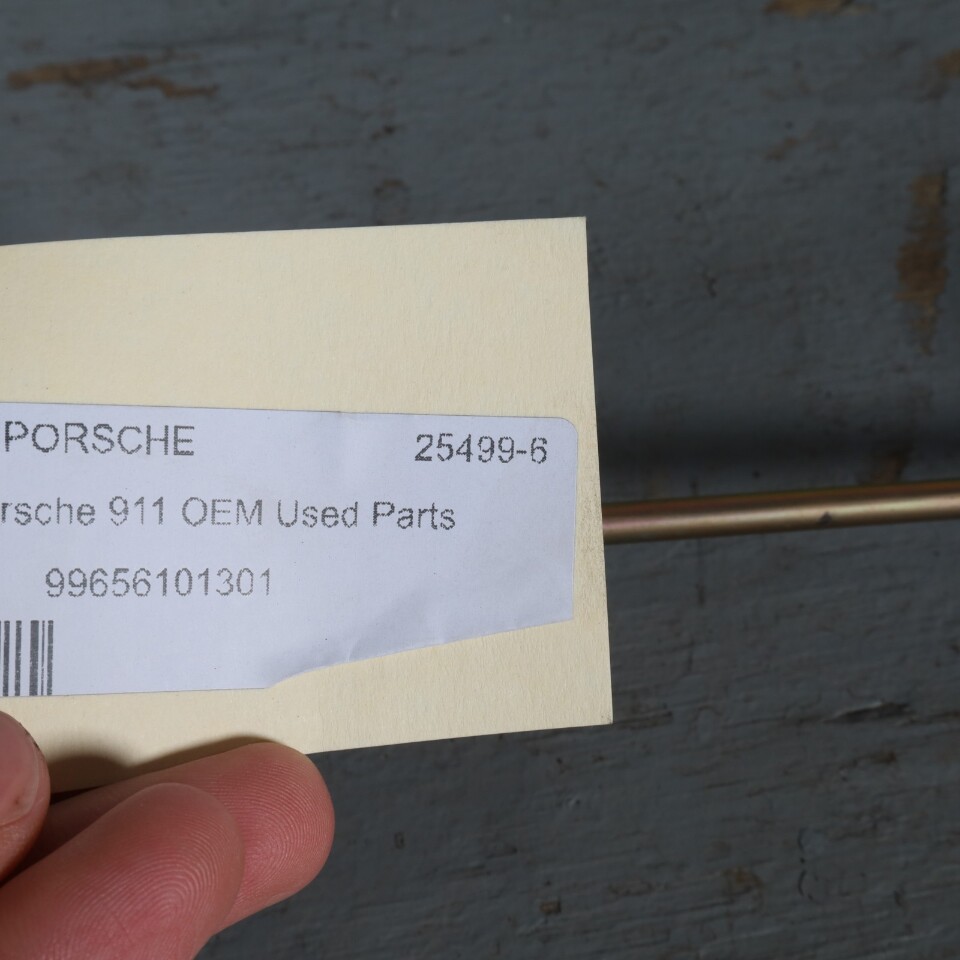 PORSCHE 25499-6
rsche 911 OEM Used Parts
99656101301